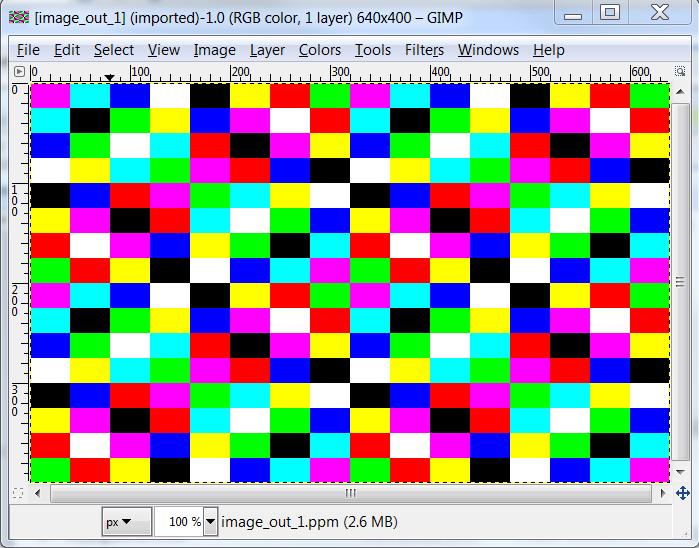 [image_out_1] (imported)-1.0 (RGB color, 1 layer) 640x400 – GIMP
File Edit Select View Image Layer Colors Tools Filters Windows Help
0 100 200 300 400 500 600
0
100
200
300
px 100 % image_out_1.ppm (2.6 MB)